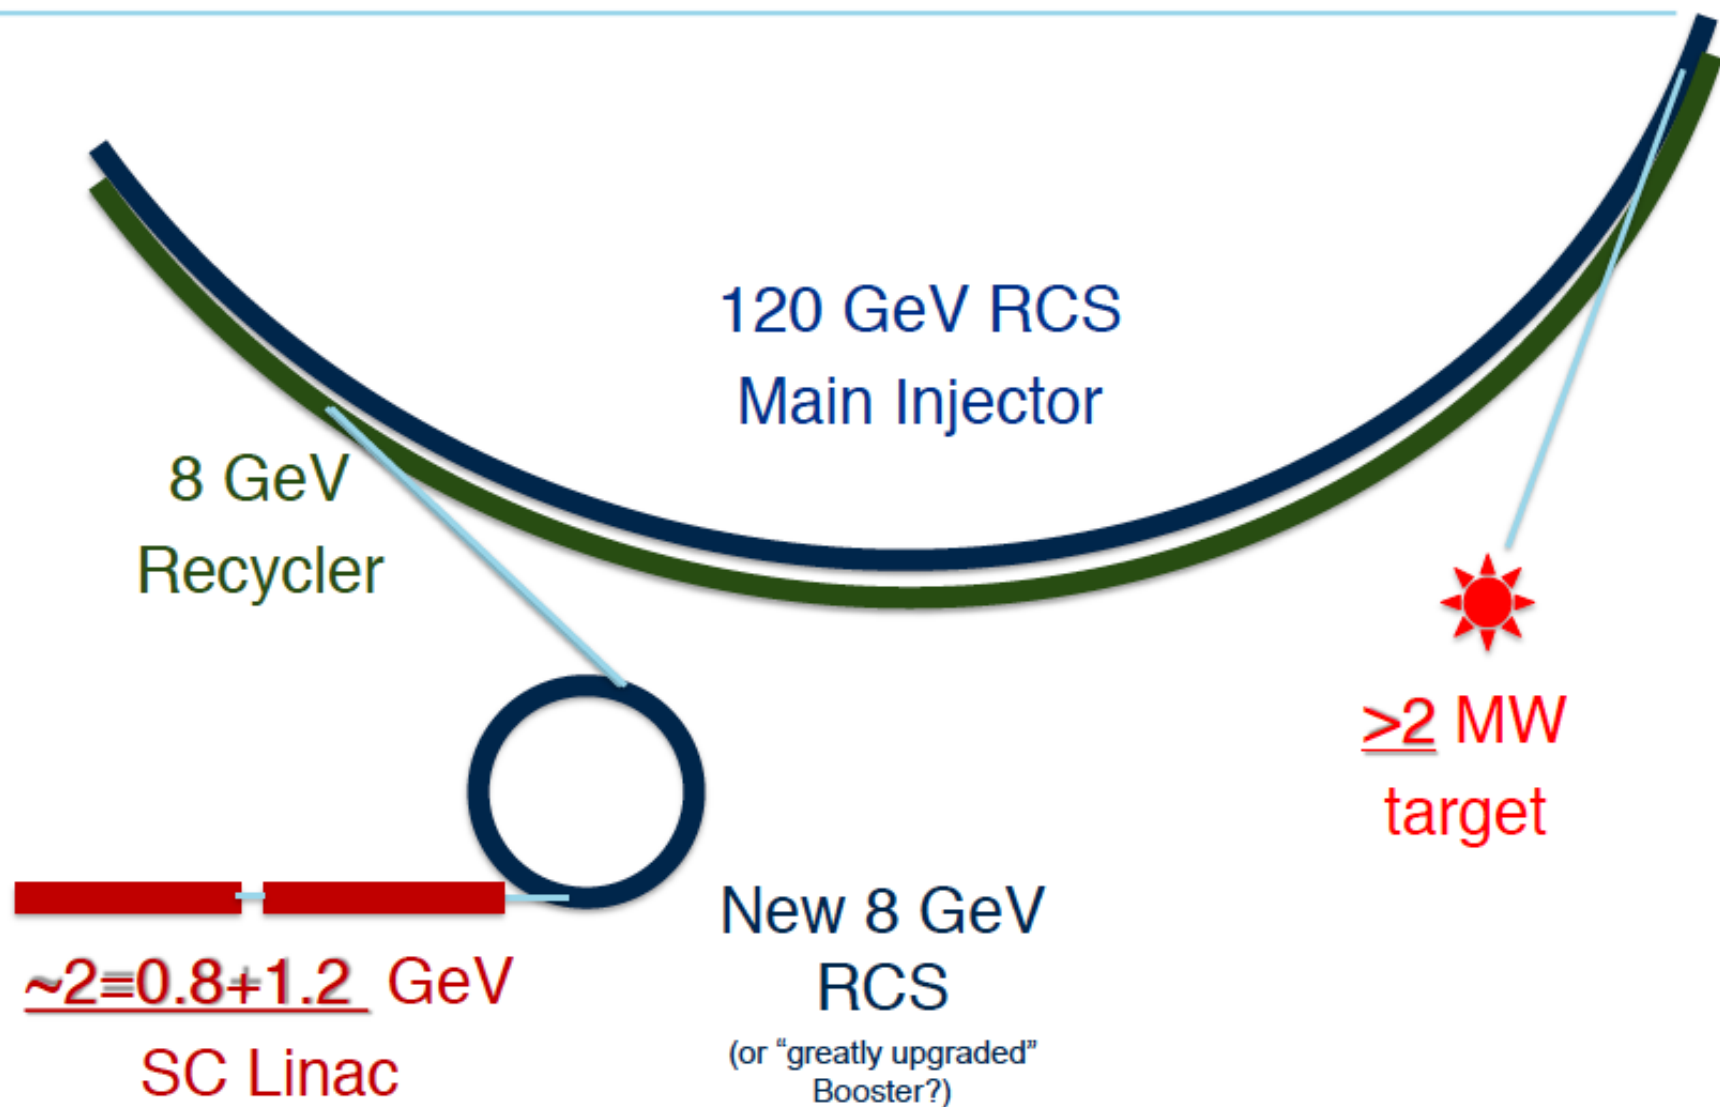 120 GeV RCS
Main Injector
8 GeV
Recycler
>2 MW
target
New 8 GeV
RCS
(or “greatly upgraded”
Booster?)
~2=0.8+1.2 GeV
SC Linac